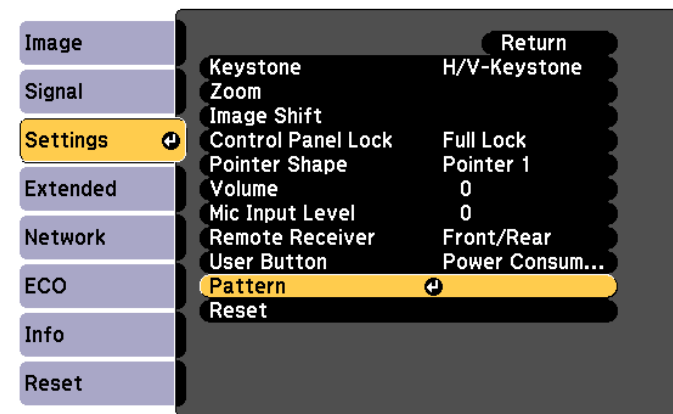 Image
Signal
Settings
Extended
Network
ECO
Info
Reset
Return
Keystone H/V-Keystone
Zoom
Image Shift
Control Panel Lock Full Lock
Pointer Shape Pointer 1
Volume 0
Mic Input Level 0
Remote Receiver Front/Rear
User Button Power Consum...
Pattern
Reset